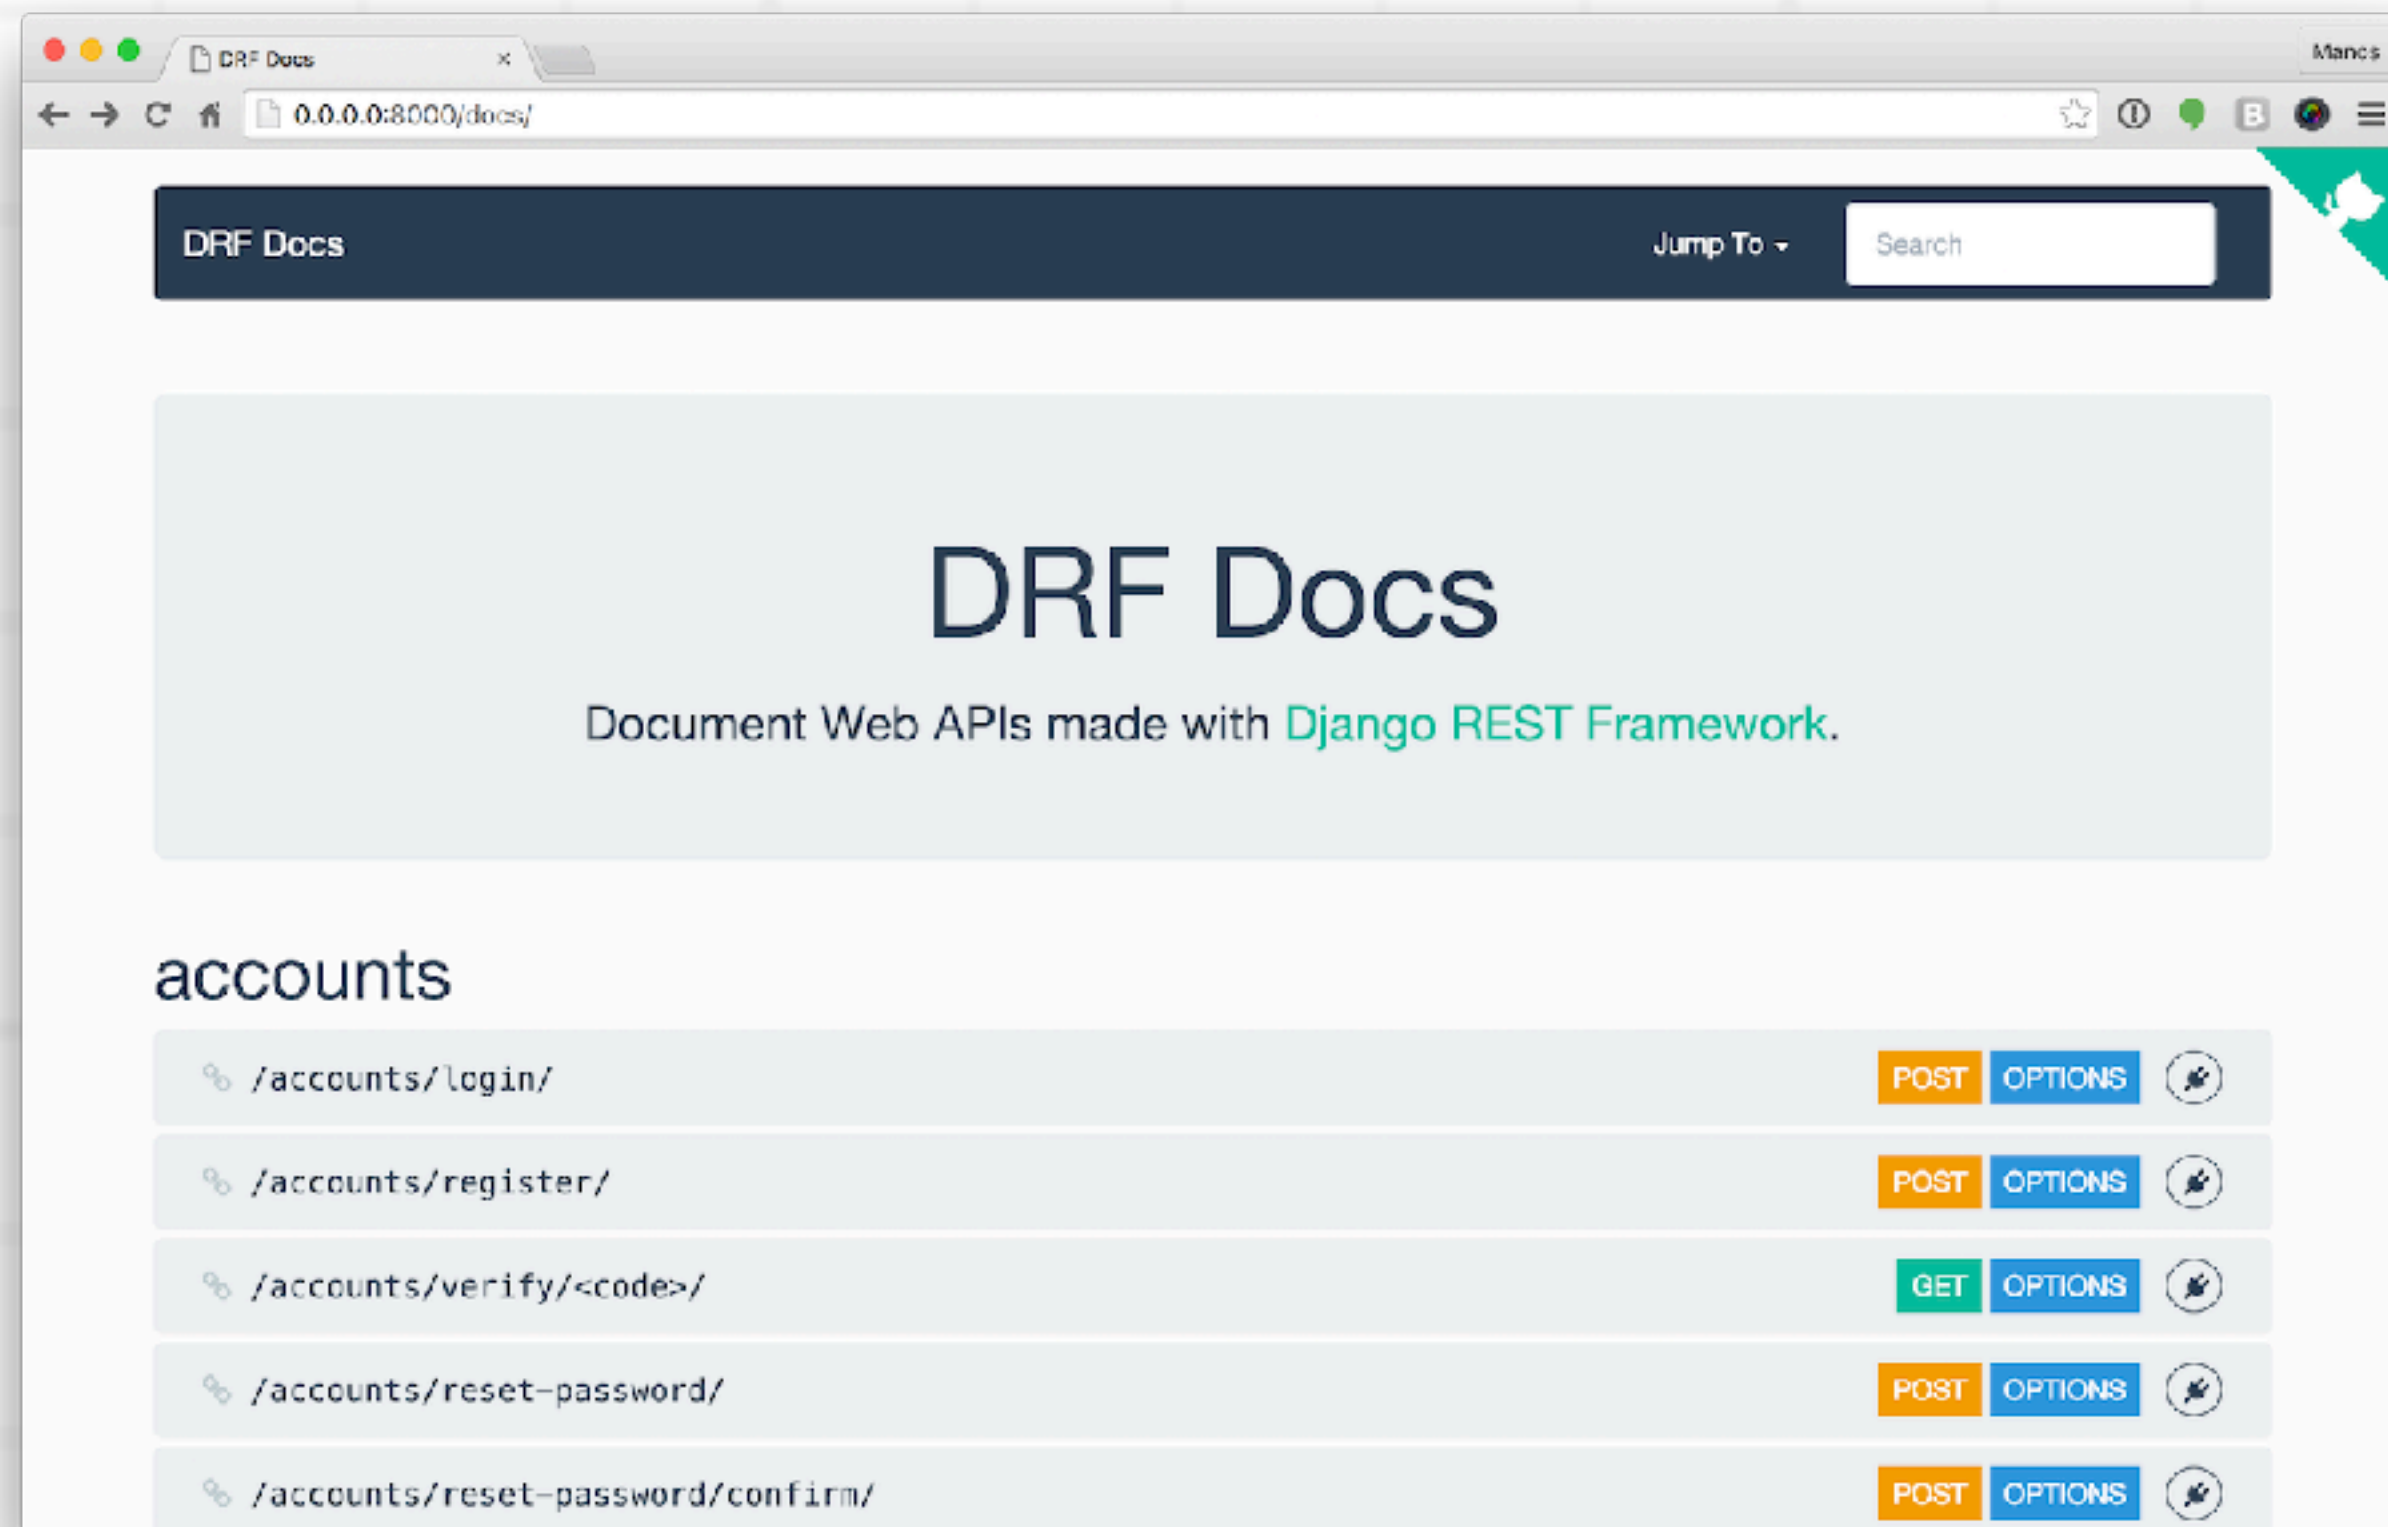 DRF Docs
Manos
0.0.0.0:8000/docs/
DRF Docs
Jump To
Search
DRF Docs
Document Web APIs made with Django REST Framework.
accounts
/accounts/login/ POST OPTIONS
/accounts/register/ POST OPTIONS
/accounts/verify/<code>/ GET OPTIONS
/accounts/reset-password/ POST OPTIONS
/accounts/reset-password/confirm/ POST OPTIONS